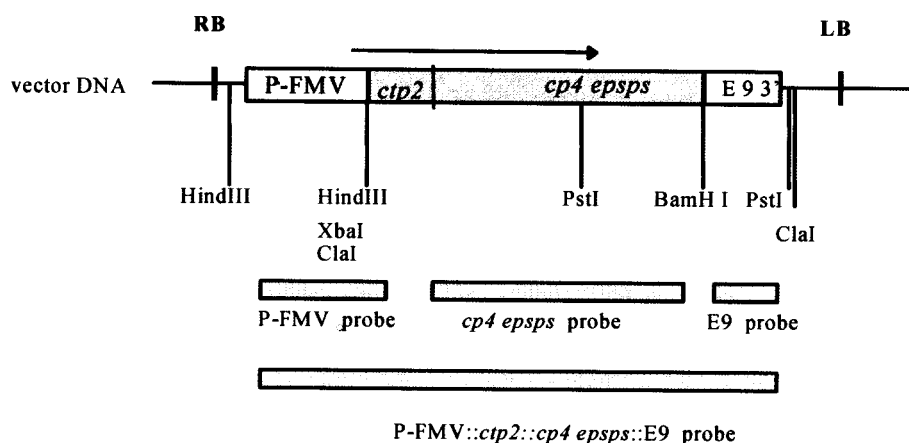 RB
LB
vector DNA
P-FMV
ctp2
cp4 epsps
E 9 3'
HindIII
HindIII
PstI
BamH I
PstI
XbaI
ClaI
ClaI
P-FMV probe
cp4 epsps probe
E9 probe
P-FMV::ctp2::cp4 epsps::E9 probe